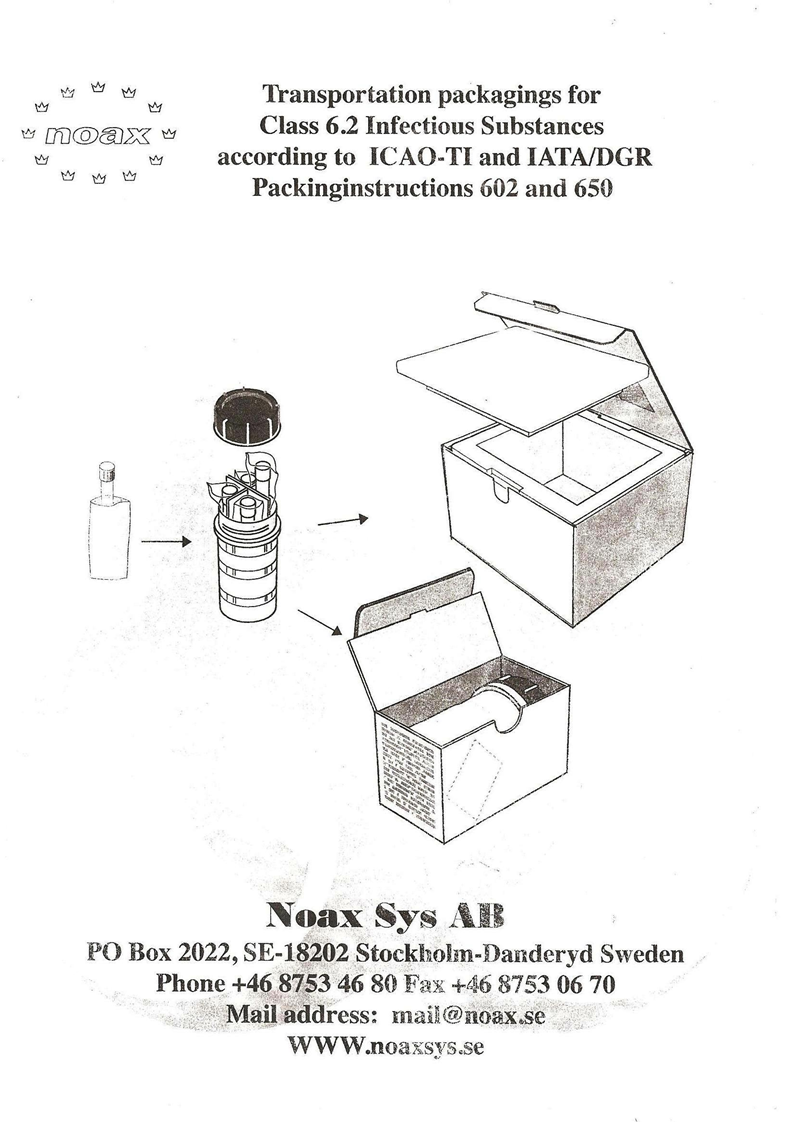 noax
Transportation packagings for
Class 6.2 Infectious Substances
according to ICAO-TI and IATA/DGR
Packinginstructions 602 and 650
Noax Sys AB
PO Box 2022, SE-18202 Stockholm-Danderyd Sweden
Phone +46 8753 46 80 Fax +46 8753 06 70
Mail address: mail@noax.se
WWW.noaxsys.se